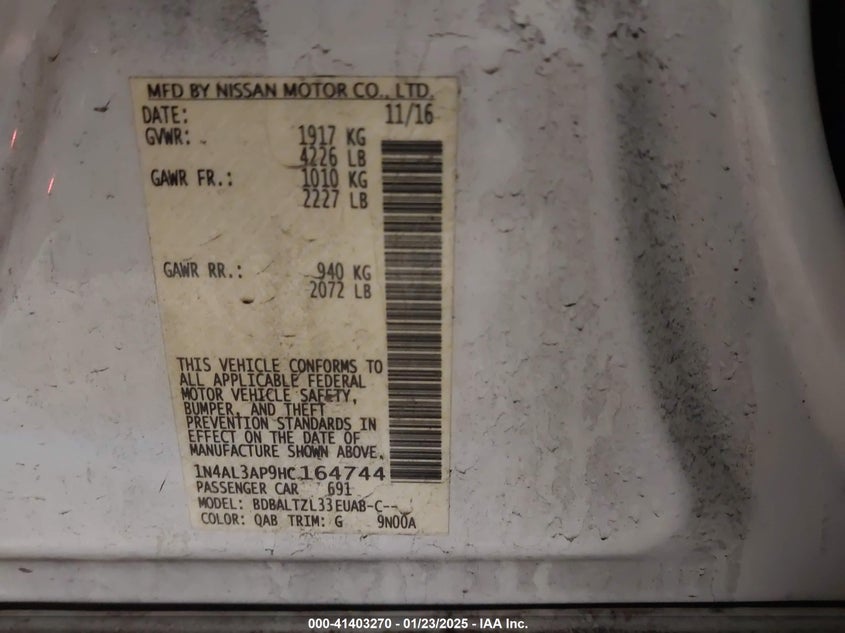 MFD BY NISSAN MOTOR CO., LTD.
DATE: 11/16
GVWR: 1917 KG
4226 LB
GAWR FR.: 1010 KG
2227 LB
GAWR RR.: 940 KG
2072 LB
THIS VEHICLE CONFORMS TO
ALL APPLICABLE FEDERAL
MOTOR VEHICLE SAFETY,
BUMPER, AND THEFT
PREVENTION STANDARDS IN
EFFECT ON THE DATE OF
MANUFACTURE SHOWN ABOVE.
1N4AL3AP9HC164744
PASSENGER CAR 691
MODEL: BDBALTZL33EUA8-C--
COLOR: QAB TRIM: G 9N00A
000-41403270 - 01/23/2025 - IAA Inc.